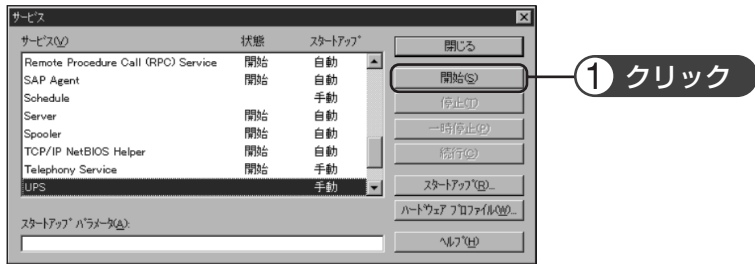 サービス
サービス(V) 状態 スタートアップ
Remote Procedure Call (RPC) Service 開始 自動
SAP Agent 開始 自動
Schedule 手動
Server 開始 自動
Spooler 開始 自動
TCP/IP NetBIOS Helper 開始 自動
Telephony Service 開始 手動
UPS 手動
スタートアップ パラメータ(A):
閉じる
開始(S)
停止(T)
一時停止(P)
続行(C)
スタートアップ(R)...
ハードウェア プロファイル(W)...
ヘルプ(H)
① クリック